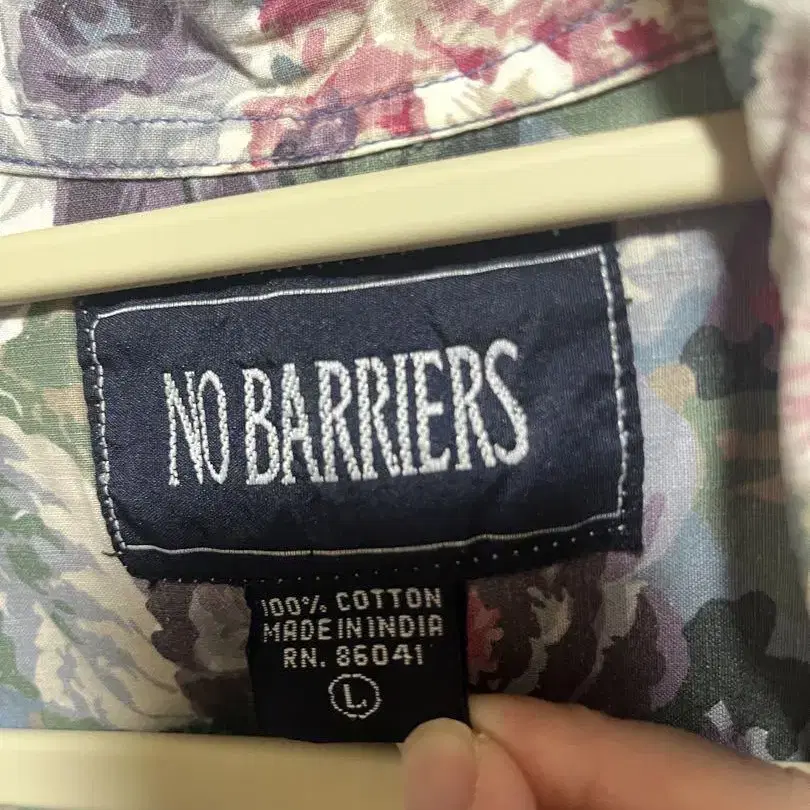 NO BARRIERS
100% COTTON
MADE IN INDIA
RN. 86041
L